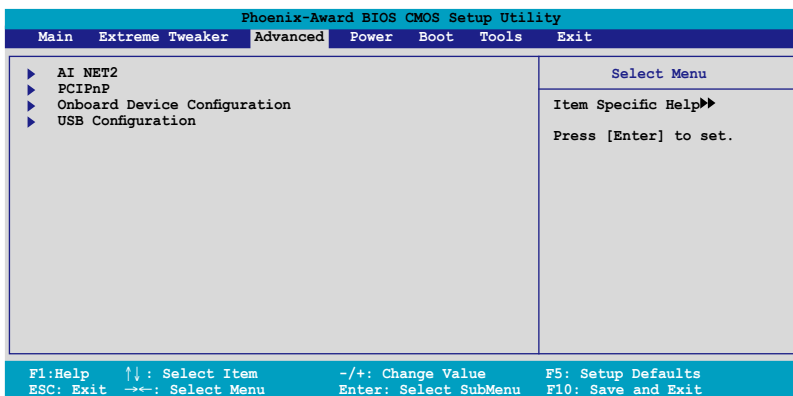 Phoenix-Award BIOS CMOS Setup Utility
Main Extreme Tweaker Advanced Power Boot Tools Exit
AI NET2
PCIPnP
Onboard Device Configuration
USB Configuration
Select Menu
Item Specific Help▶▶
Press [Enter] to set.
F1:Help ↑↓ : Select Item -/+: Change Value F5: Setup Defaults
ESC: Exit →←: Select Menu Enter: Select SubMenu F10: Save and Exit